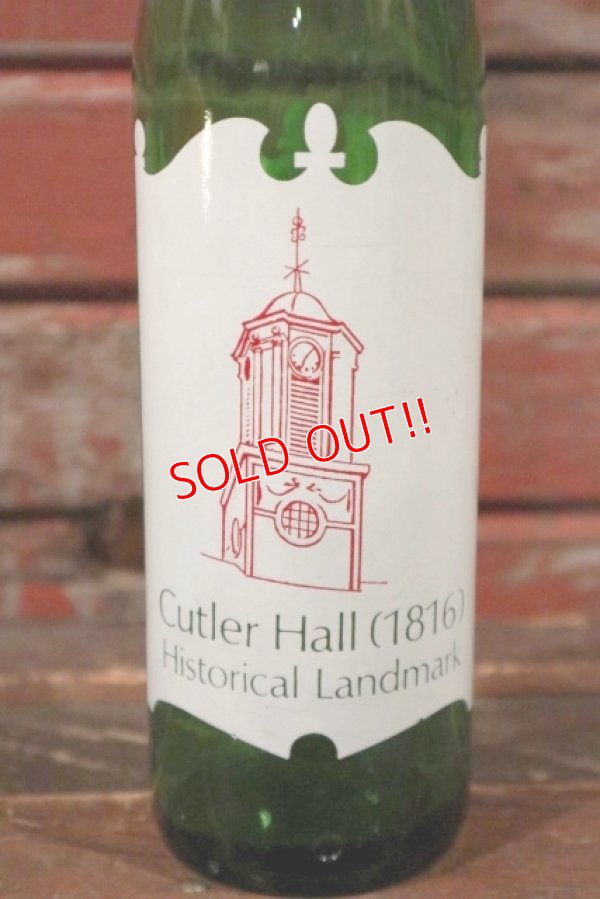 SOLD OUT!!
Cutler Hall (1816)
Historical Landmark